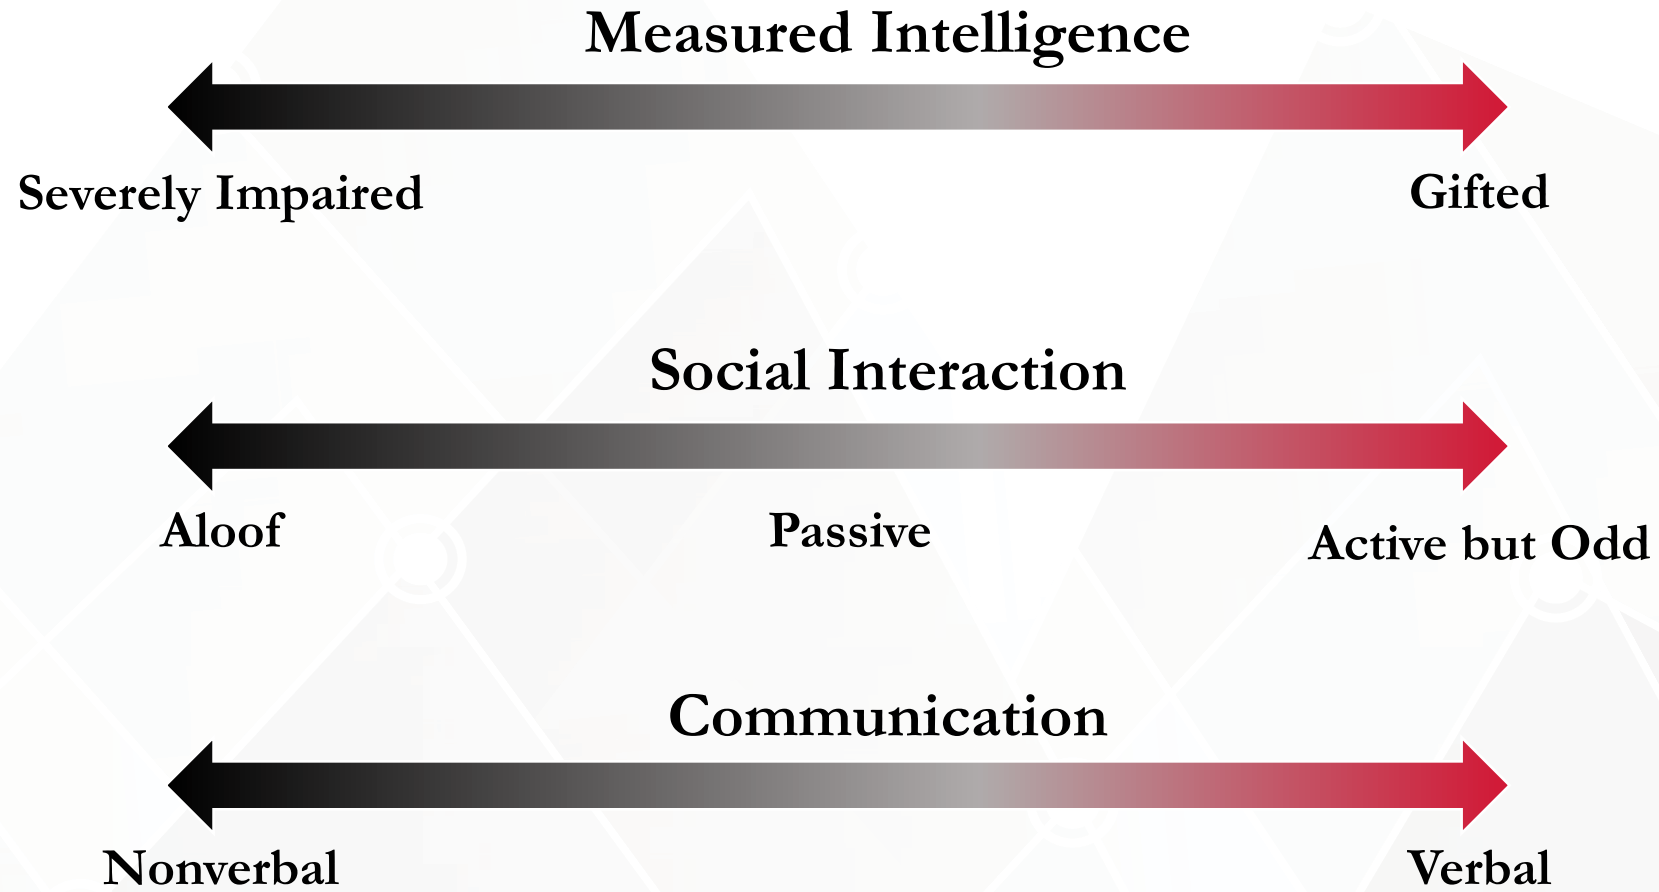 Measured Intelligence
Severely Impaired
Gifted
Social Interaction
Aloof
Passive
Active but Odd
Communication
Nonverbal
Verbal